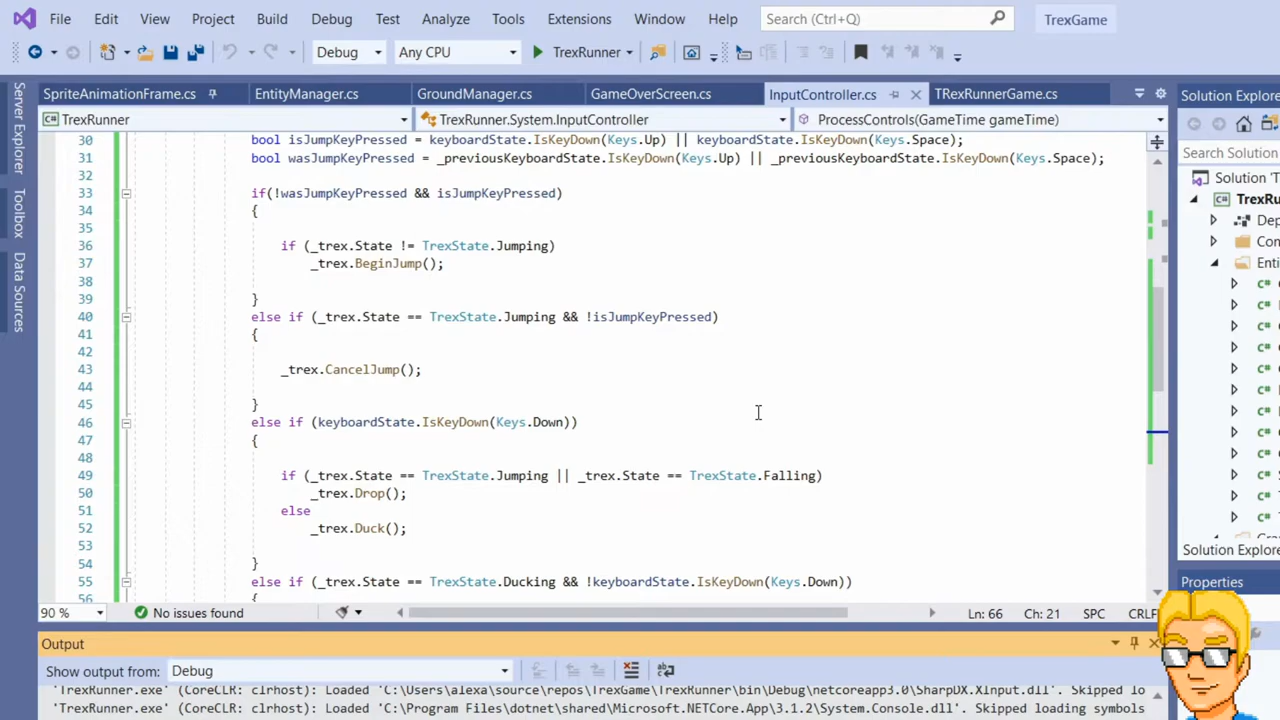 File Edit View Project Build Debug Test Analyze Tools Extensions Window Help Search (Ctrl+Q) TrexGame
Debug Any CPU TrexRunner
SpriteAnimationFrame.cs EntityManager.cs GroundManager.cs GameOverScreen.cs InputController.cs TRexRunnerGame.cs
TrexRunner TrexRunner.System.InputController ProcessControls(GameTime gameTime)
30 bool isJumpKeyPressed = keyboardState.IsKeyDown(Keys.Up) || keyboardState.IsKeyDown(Keys.Space);
31 bool wasJumpKeyPressed = _previousKeyboardState.IsKeyDown(Keys.Up) || _previousKeyboardState.IsKeyDown(Keys.Space);
32
33 if(!wasJumpKeyPressed && isJumpKeyPressed)
34 {
35
36 if (_trex.State != TrexState.Jumping)
37 _trex.BeginJump();
38
39 }
40 else if (_trex.State == TrexState.Jumping && !isJumpKeyPressed)
41 {
42
43 _trex.CancelJump();
44
45 }
46 else if (keyboardState.IsKeyDown(Keys.Down))
47 {
48
49 if (_trex.State == TrexState.Jumping || _trex.State == TrexState.Falling)
50 _trex.Drop();
51 else
52 _trex.Duck();
53
54 }
55 else if (_trex.State == TrexState.Ducking && !keyboardState.IsKeyDown(Keys.Down))
56 {
90 % No issues found Ln: 66 Ch: 21 SPC CRLF
Output
Show output from: Debug
'TrexRunner.exe' (CoreCLR: clrhost): Loaded 'C:\Users\alexa\source\repos\TrexGame\TrexRunner\bin\Debug\netcoreapp3.0\SharpDX.XInput.dll'. Skipped lo
'TrexRunner.exe' (CoreCLR: clrhost): Loaded 'C:\Program Files\dotnet\shared\Microsoft.NETCore.App\3.1.2\System.Console.dll'. Skipped loading symbols
Server Explorer
Toolbox
Data Sources
Solution Explore
Search Solution
Solution 'T
TrexRu
Dep
Con
Enti
C#
C#
C#
C#
C#
C#
C#
C#
C#
C#
C#
C#
Solution Explor
Properties